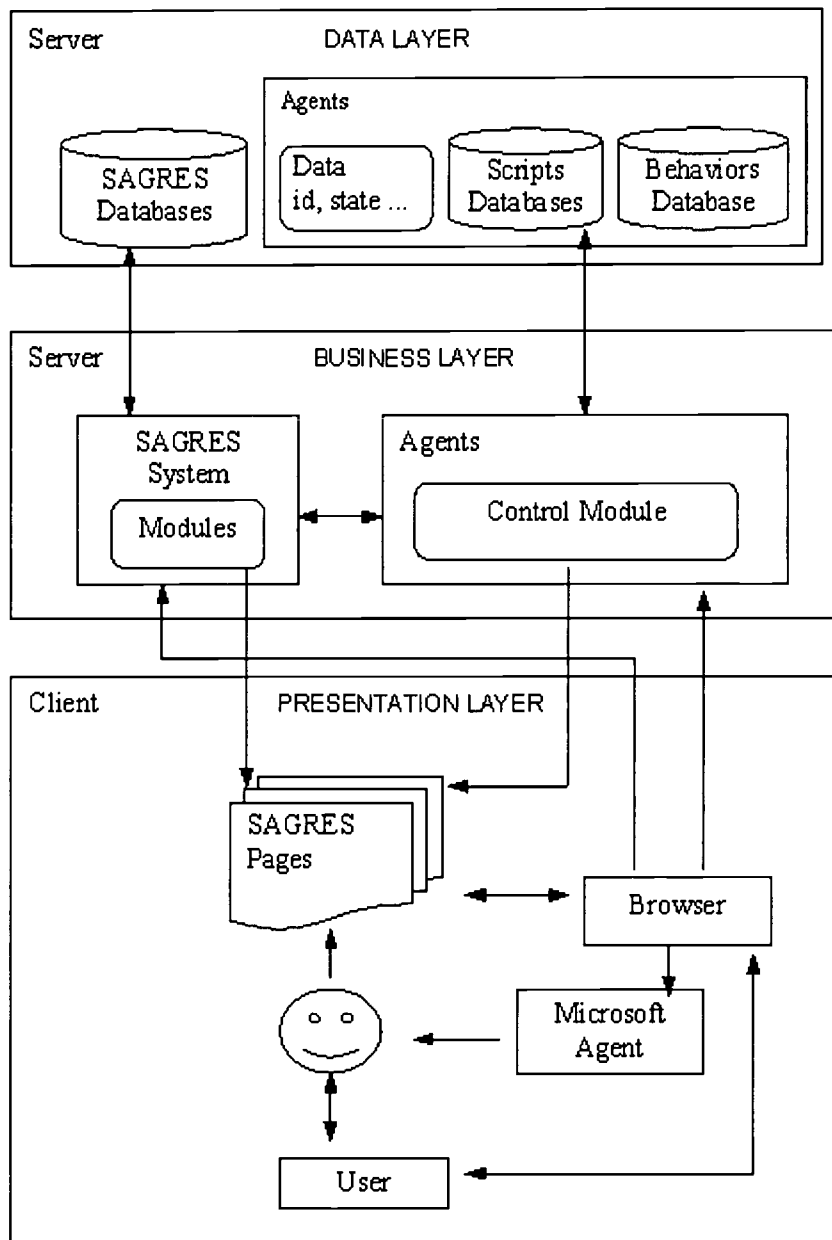 Server
DATA LAYER
Agents
SAGRES
Databases
Data
id, state ...
Scripts
Databases
Behaviors
Database
Server
BUSINESS LAYER
SAGRES
System
Modules
Agents
Control Module
Client
PRESENTATION LAYER
SAGRES
Pages
Browser
Microsoft
Agent
User